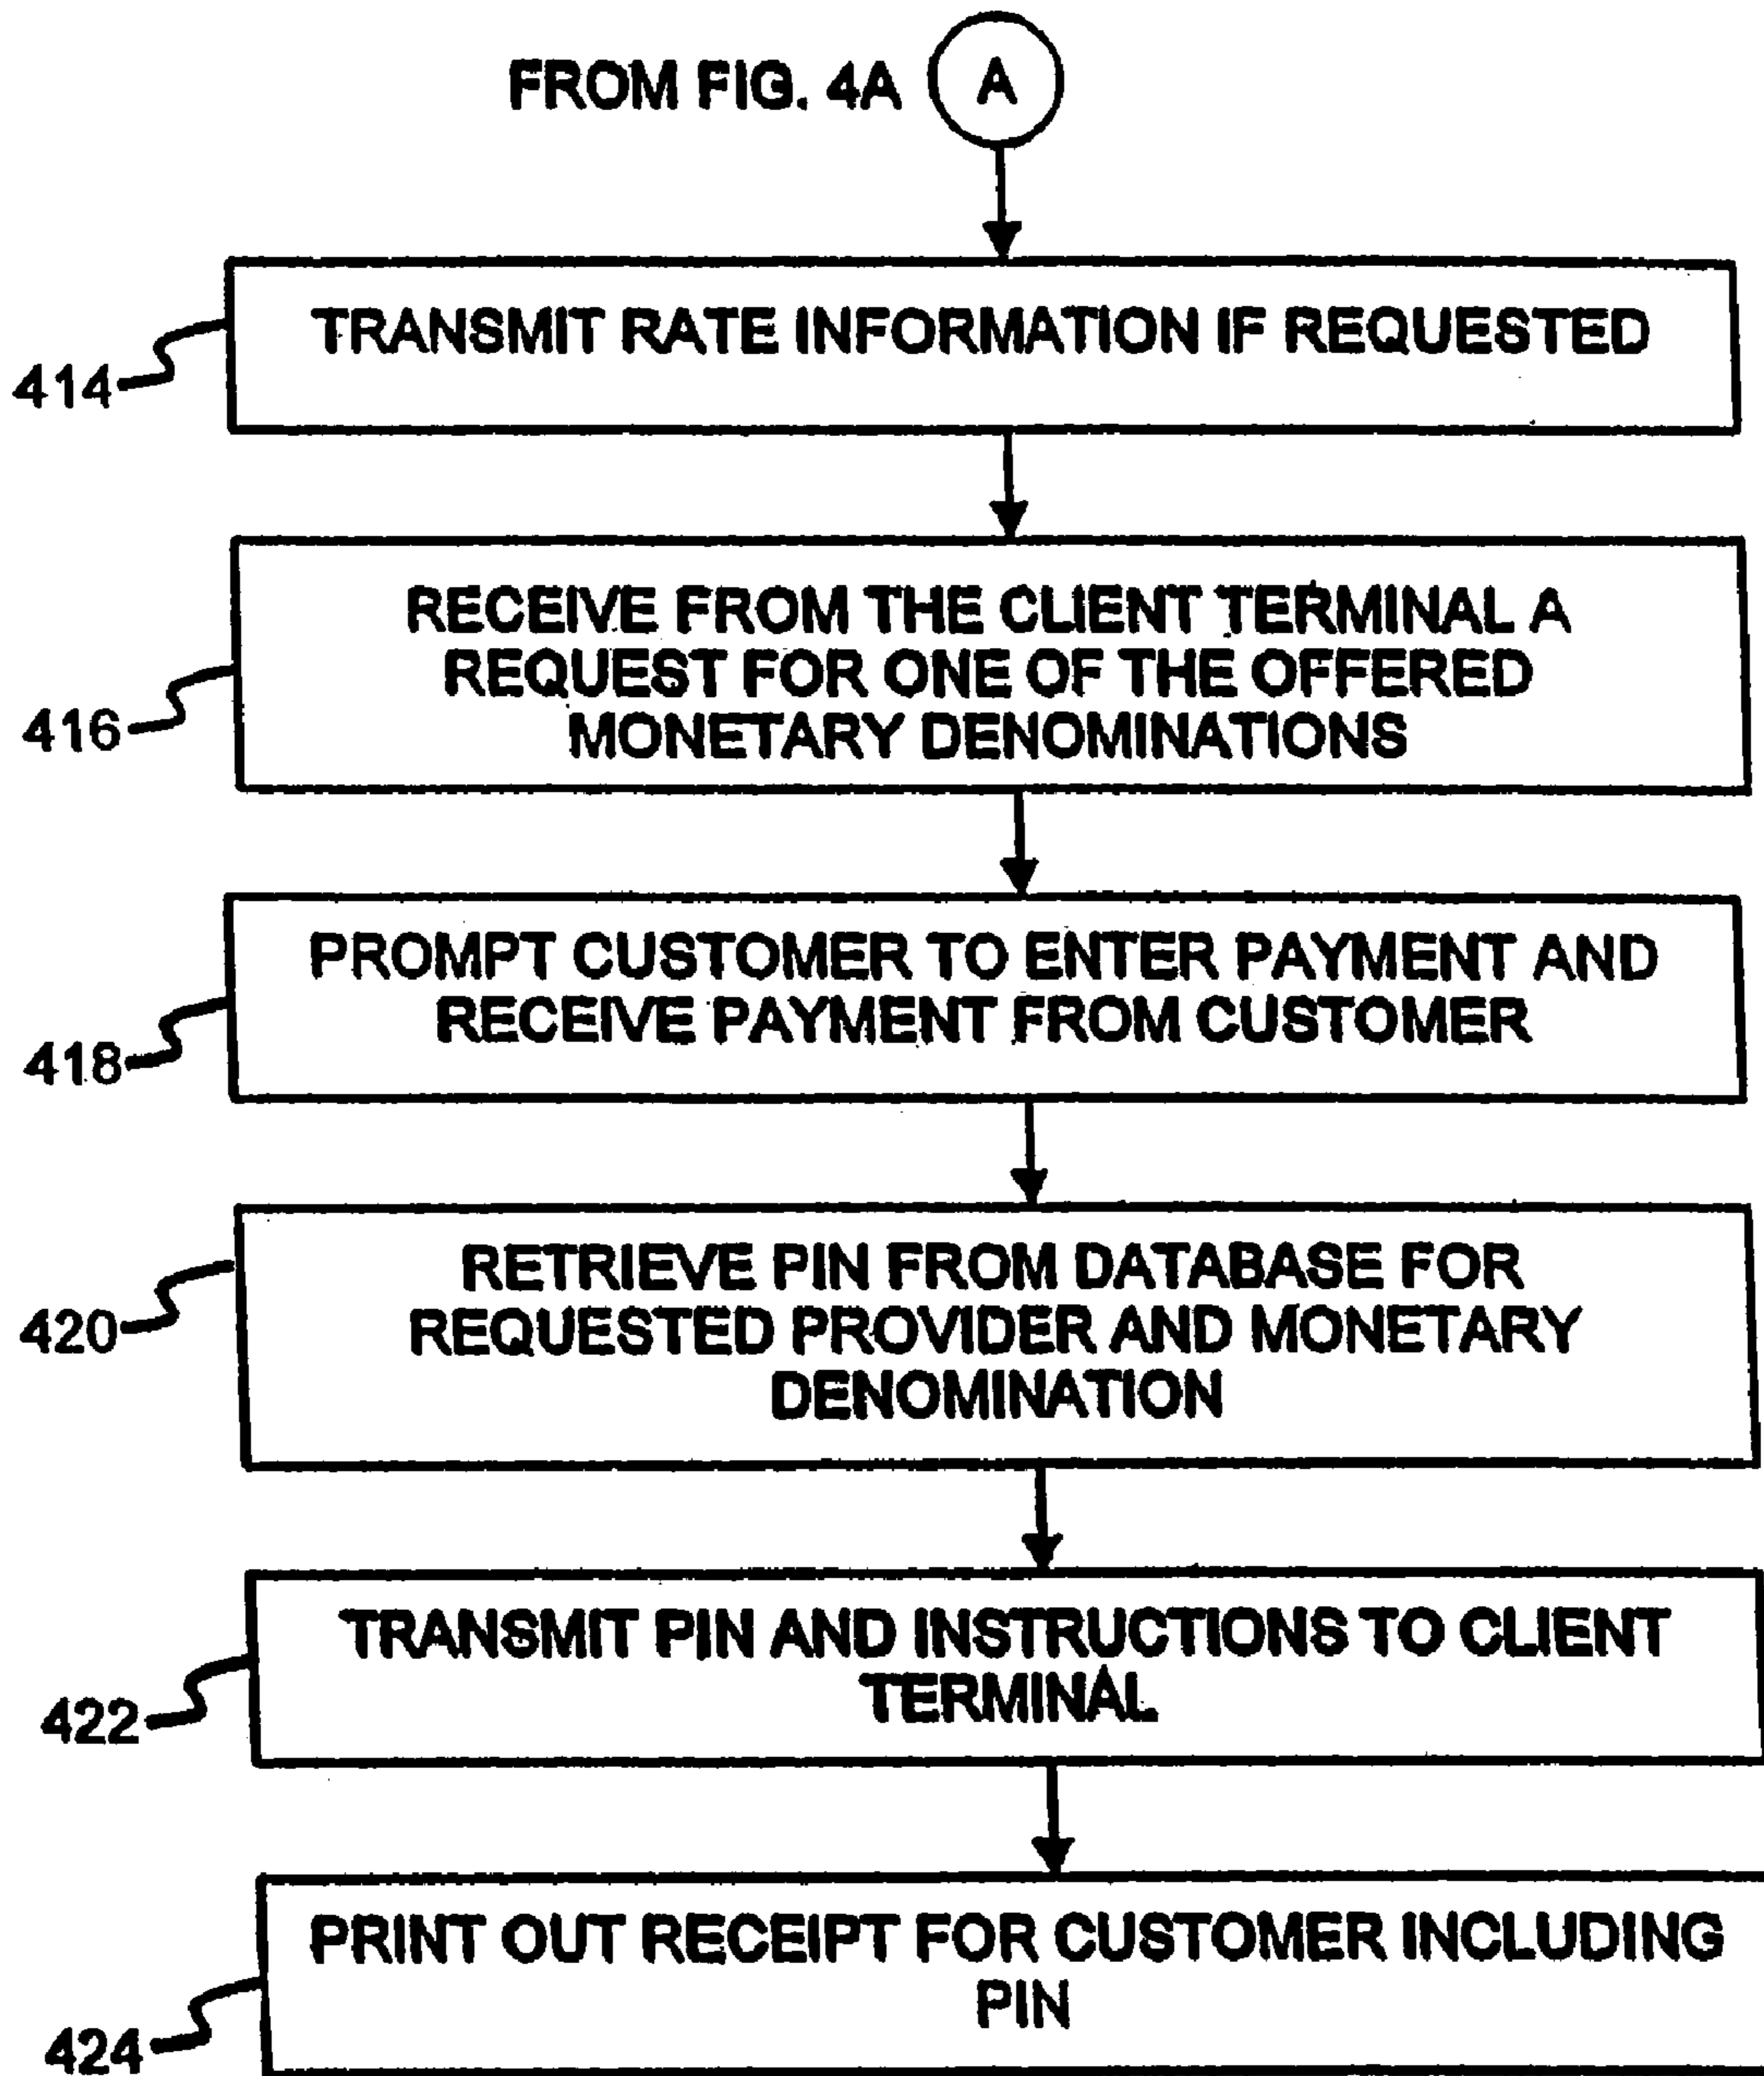 FROM FIG. 4A
A
TRANSMIT RATE INFORMATION IF REQUESTED
414
RECEIVE FROM THE CLIENT TERMINAL A
REQUEST FOR ONE OF THE OFFERED
MONETARY DENOMINATIONS
416
PROMPT CUSTOMER TO ENTER PAYMENT AND
RECEIVE PAYMENT FROM CUSTOMER
418
RETRIEVE PIN FROM DATABASE FOR
REQUESTED PROVIDER AND MONETARY
DENOMINATION
420
TRANSMIT PIN AND INSTRUCTIONS TO CLIENT
TERMINAL
422
PRINT OUT RECEIPT FOR CUSTOMER INCLUDING
PIN
424